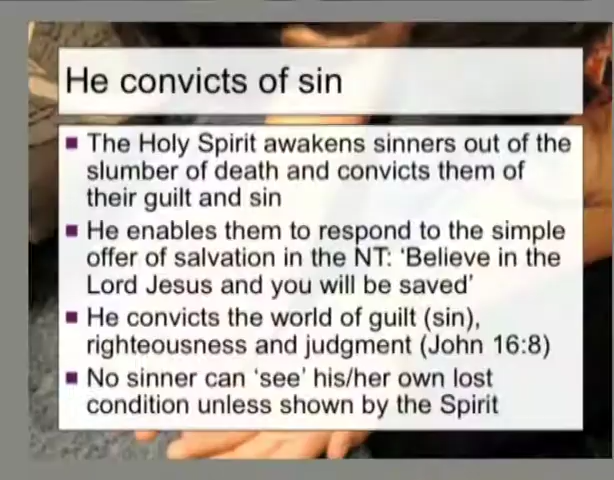 He convicts of sin
The Holy Spirit awakens sinners out of the
slumber of death and convicts them of
their guilt and sin
He enables them to respond to the simple
offer of salvation in the NT: ‘Believe in the
Lord Jesus and you will be saved’
He convicts the world of guilt (sin),
righteousness and judgment (John 16:8)
No sinner can ‘see’ his/her own lost
condition unless shown by the Spirit